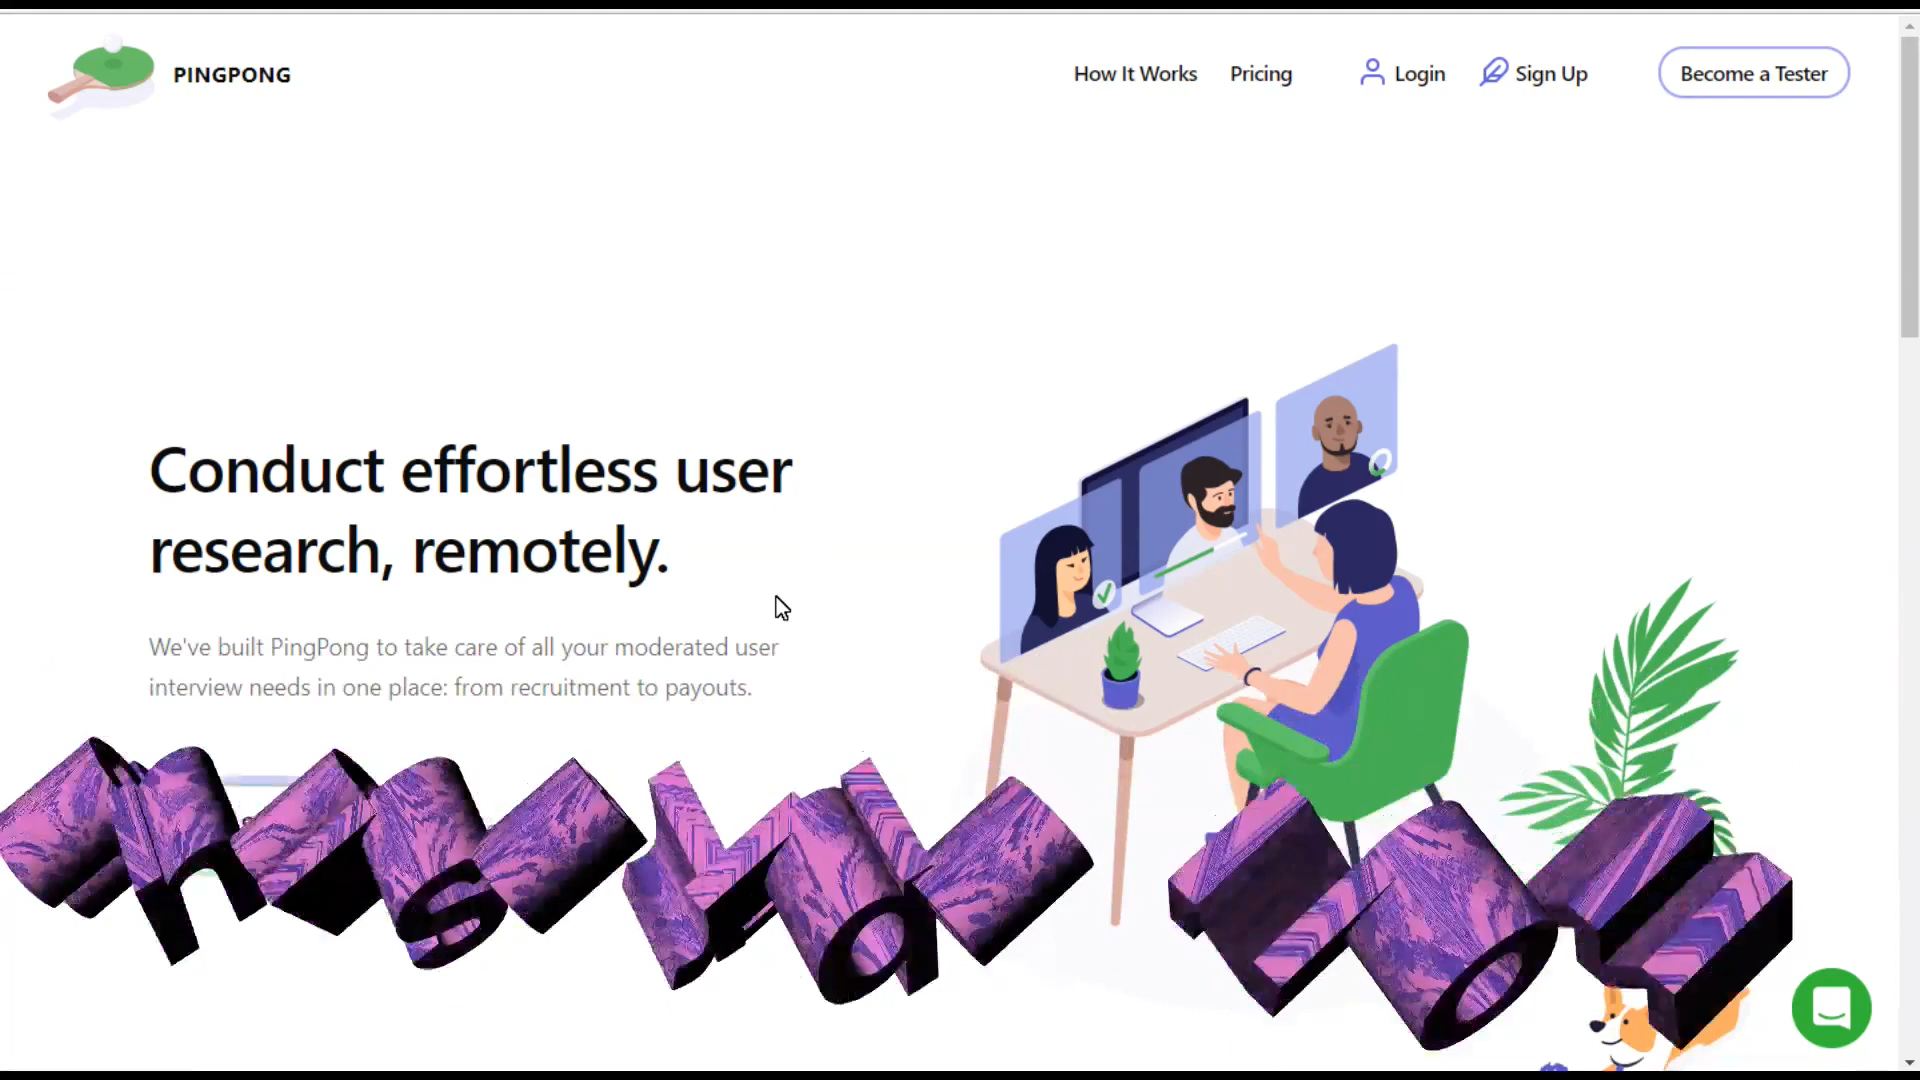 PINGPONG
How It Works
Pricing
Login
Sign Up
Become a Tester
Conduct effortless user
research, remotely.
We've built PingPong to take care of all your moderated user
interview needs in one place: from recruitment to payouts.